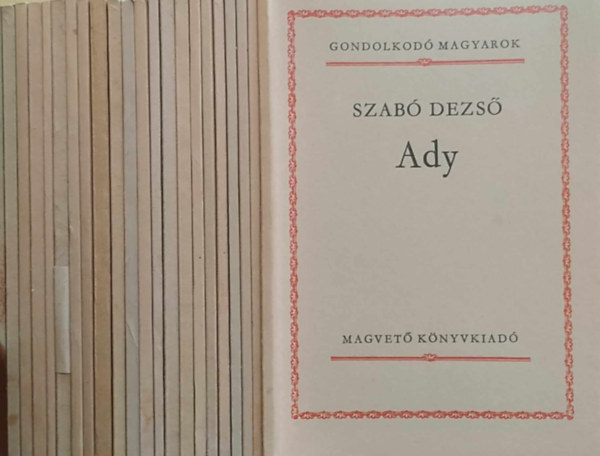 GONDOLKODÓ MAGYAROK
SZABÓ DEZSŐ
Ady
MAGVETŐ KÖNYVKIADÓ